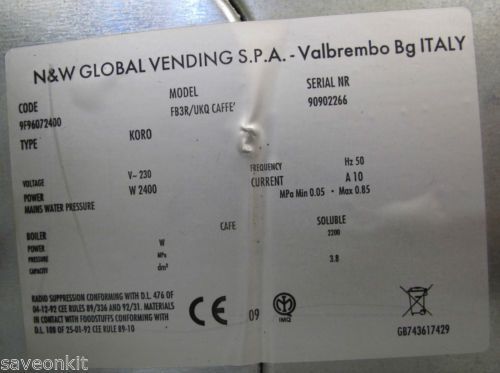 N&W GLOBAL VENDING S.P.A. - Valbrembo Bg ITALY
CODE MODEL SERIAL NR
9F96072400 FB3R/UKQ CAFFE' 90902266
TYPE KORO
VOLTAGE V~ 230 FREQUENCY Hz 50
POWER W 2400 CURRENT A 10
MAINS WATER PRESSURE MPa Min 0.05 - Max 0.85
BOILER CAFE SOLUBLE
POWER W 2200
PRESSURE MPa
CAPACITY dm³ 3.8
RADIO SUPPRESSION CONFORMING WITH D.L. 476 OF
04-12-92 CEE RULES 89/336 AND 92/31. MATERIALS
IN CONTACT WITH FOODSTUFFS CONFORMING WITH
D.L. 108 OF 25-01-92 CEE RULE 89-10
CE 09 IMQ
GB743617429
saveonkit saveonkit